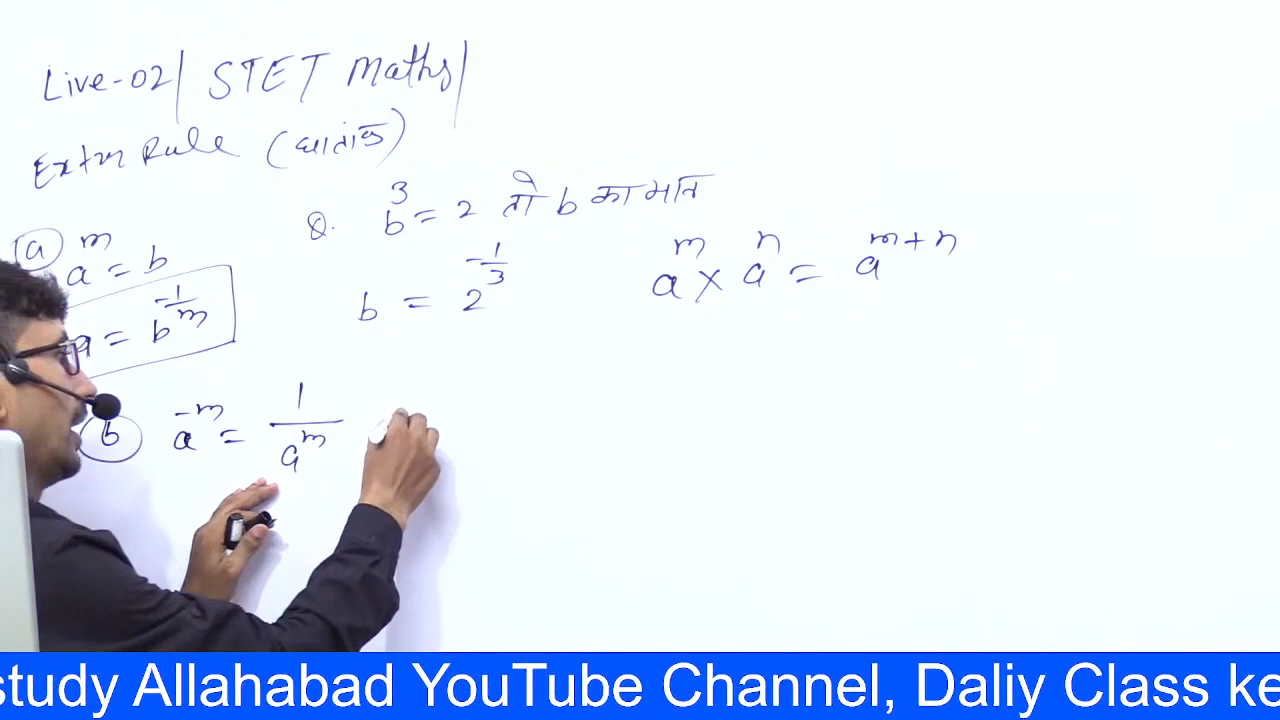 Live-02 | STET Maths |
Extra Rule (घातांक)
Q. b³ = 2 तो b का मान
(a) aᵐ = b
a = b^(-1/m)
b = 2^(-1/3)
aᵐ × aⁿ = aᵐ⁺ⁿ
(b) a⁻ᵐ = 1/aᵐ
study Allahabad YouTube Channel, Daliy Class ke